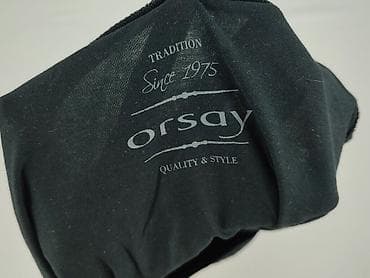 TRADITION
Since 1975
orsay
QUALITY & STYLE